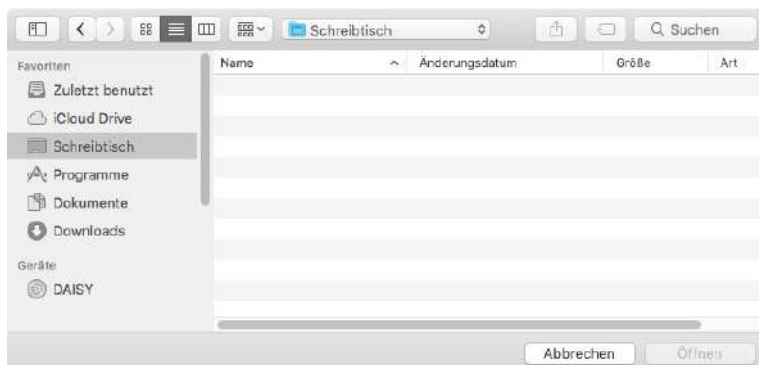 Schreibtisch
Suchen
Favoriten
Zuletzt benutzt
iCloud Drive
Schreibtisch
Programme
Dokumente
Downloads
Geräte
DAISY
Name Änderungsdatum Größe Art
Abbrechen Öffnen